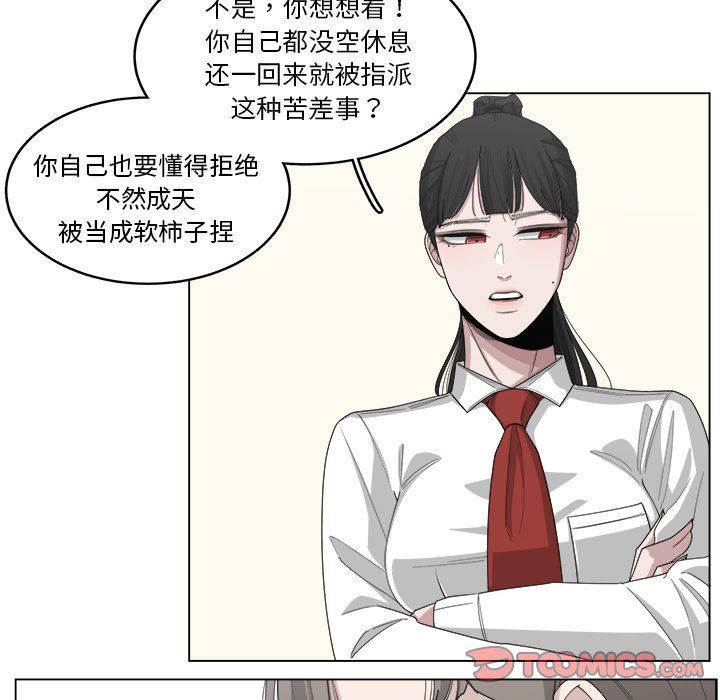 不是，你想想看！
你自己都没空休息
还一回来就被指派
这种苦差事？
你自己也要懂得拒绝
不然成天
被当成软柿子捏
TOOMICS.COM